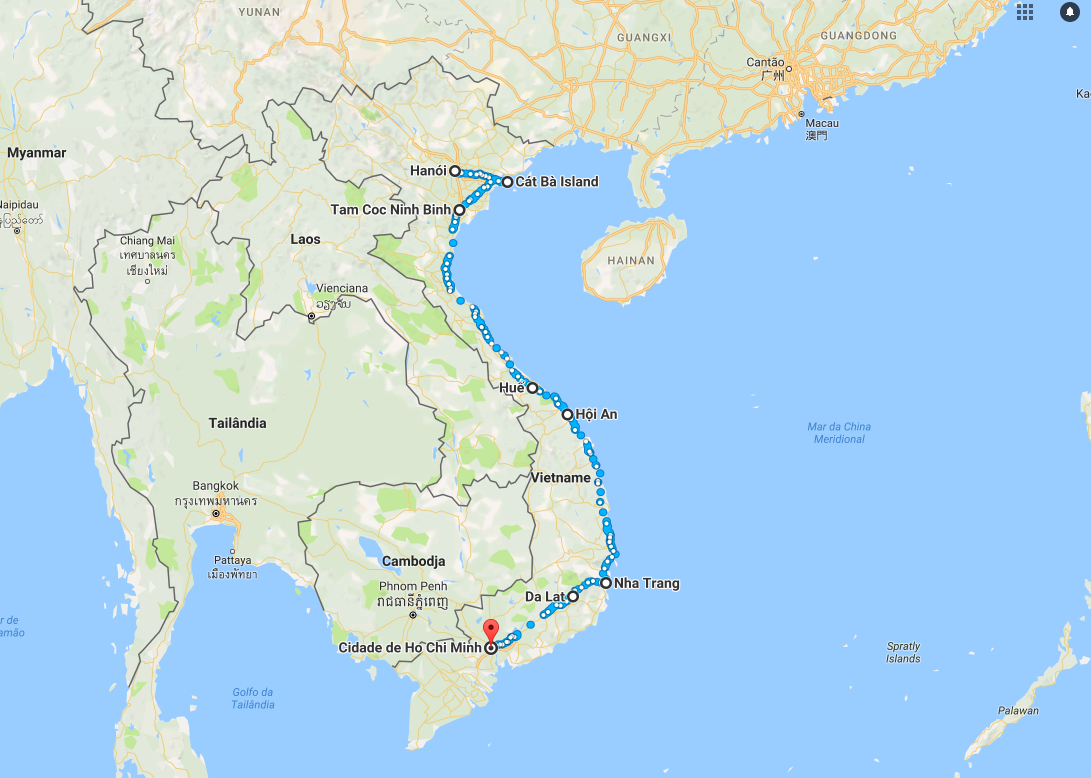 YUNAN
GUANGXI
GUANGDONG
Cantão
广州
Macau
澳門
Myanmar
Hanói
Cát Bà Island
Tam Coc Ninh Binh
Naipidau
နေပြည်တော်
Laos
Chiang Mai
เทศบาลนคร
เชียงใหม่
HAINAN
Vienciana
ວຽງຈັນ
Hué
Hội An
Tailândia
Mar da China
Meridional
Vietname
Bangkok
กรุงเทพมหานคร
Pattaya
เมืองพัทยา
Cambodja
Phnom Penh
រាជធានីភ្នំពេញ
Nha Trang
Da Lat
Cidade de Ho Chi Minh
Spratly
Islands
Golfo da
Tailândia
Palawan